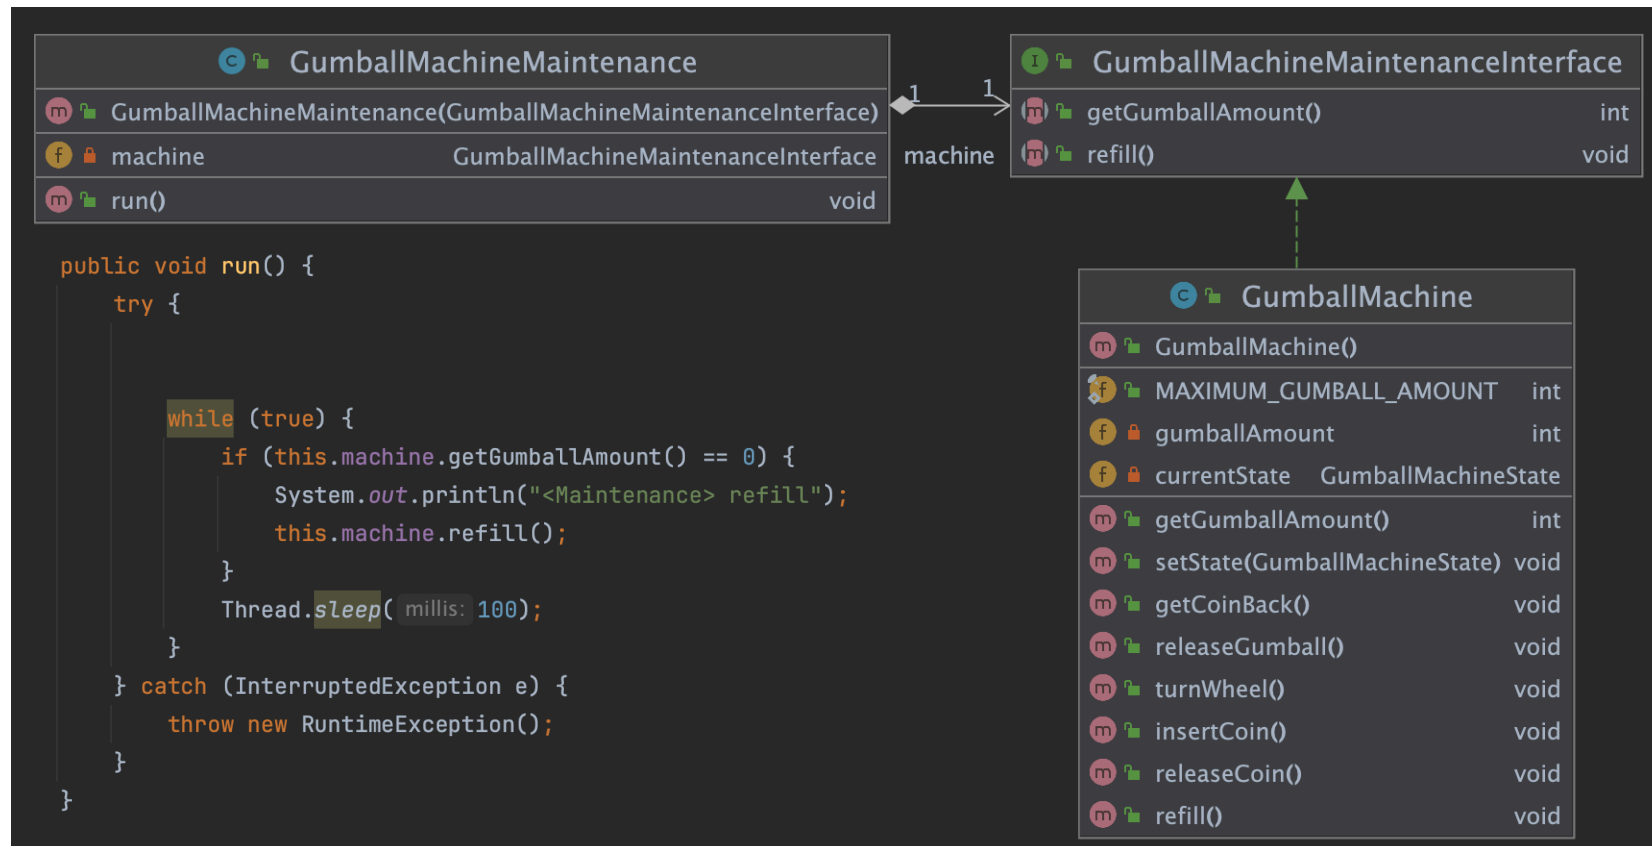 GumballMachineMaintenance
GumballMachineMaintenance(GumballMachineMaintenanceInterface)
machine GumballMachineMaintenanceInterface
run() void
1 1
machine
GumballMachineMaintenanceInterface
getGumballAmount() int
refill() void
public void run() {
try {
while (true) {
if (this.machine.getGumballAmount() == 0) {
System.out.println("<Maintenance> refill");
this.machine.refill();
}
Thread.sleep( millis: 100);
}
} catch (InterruptedException e) {
throw new RuntimeException();
}
}
GumballMachine
GumballMachine()
MAXIMUM_GUMBALL_AMOUNT int
gumballAmount int
currentState GumballMachineState
getGumballAmount() int
setState(GumballMachineState) void
getCoinBack() void
releaseGumball() void
turnWheel() void
insertCoin() void
releaseCoin() void
refill() void